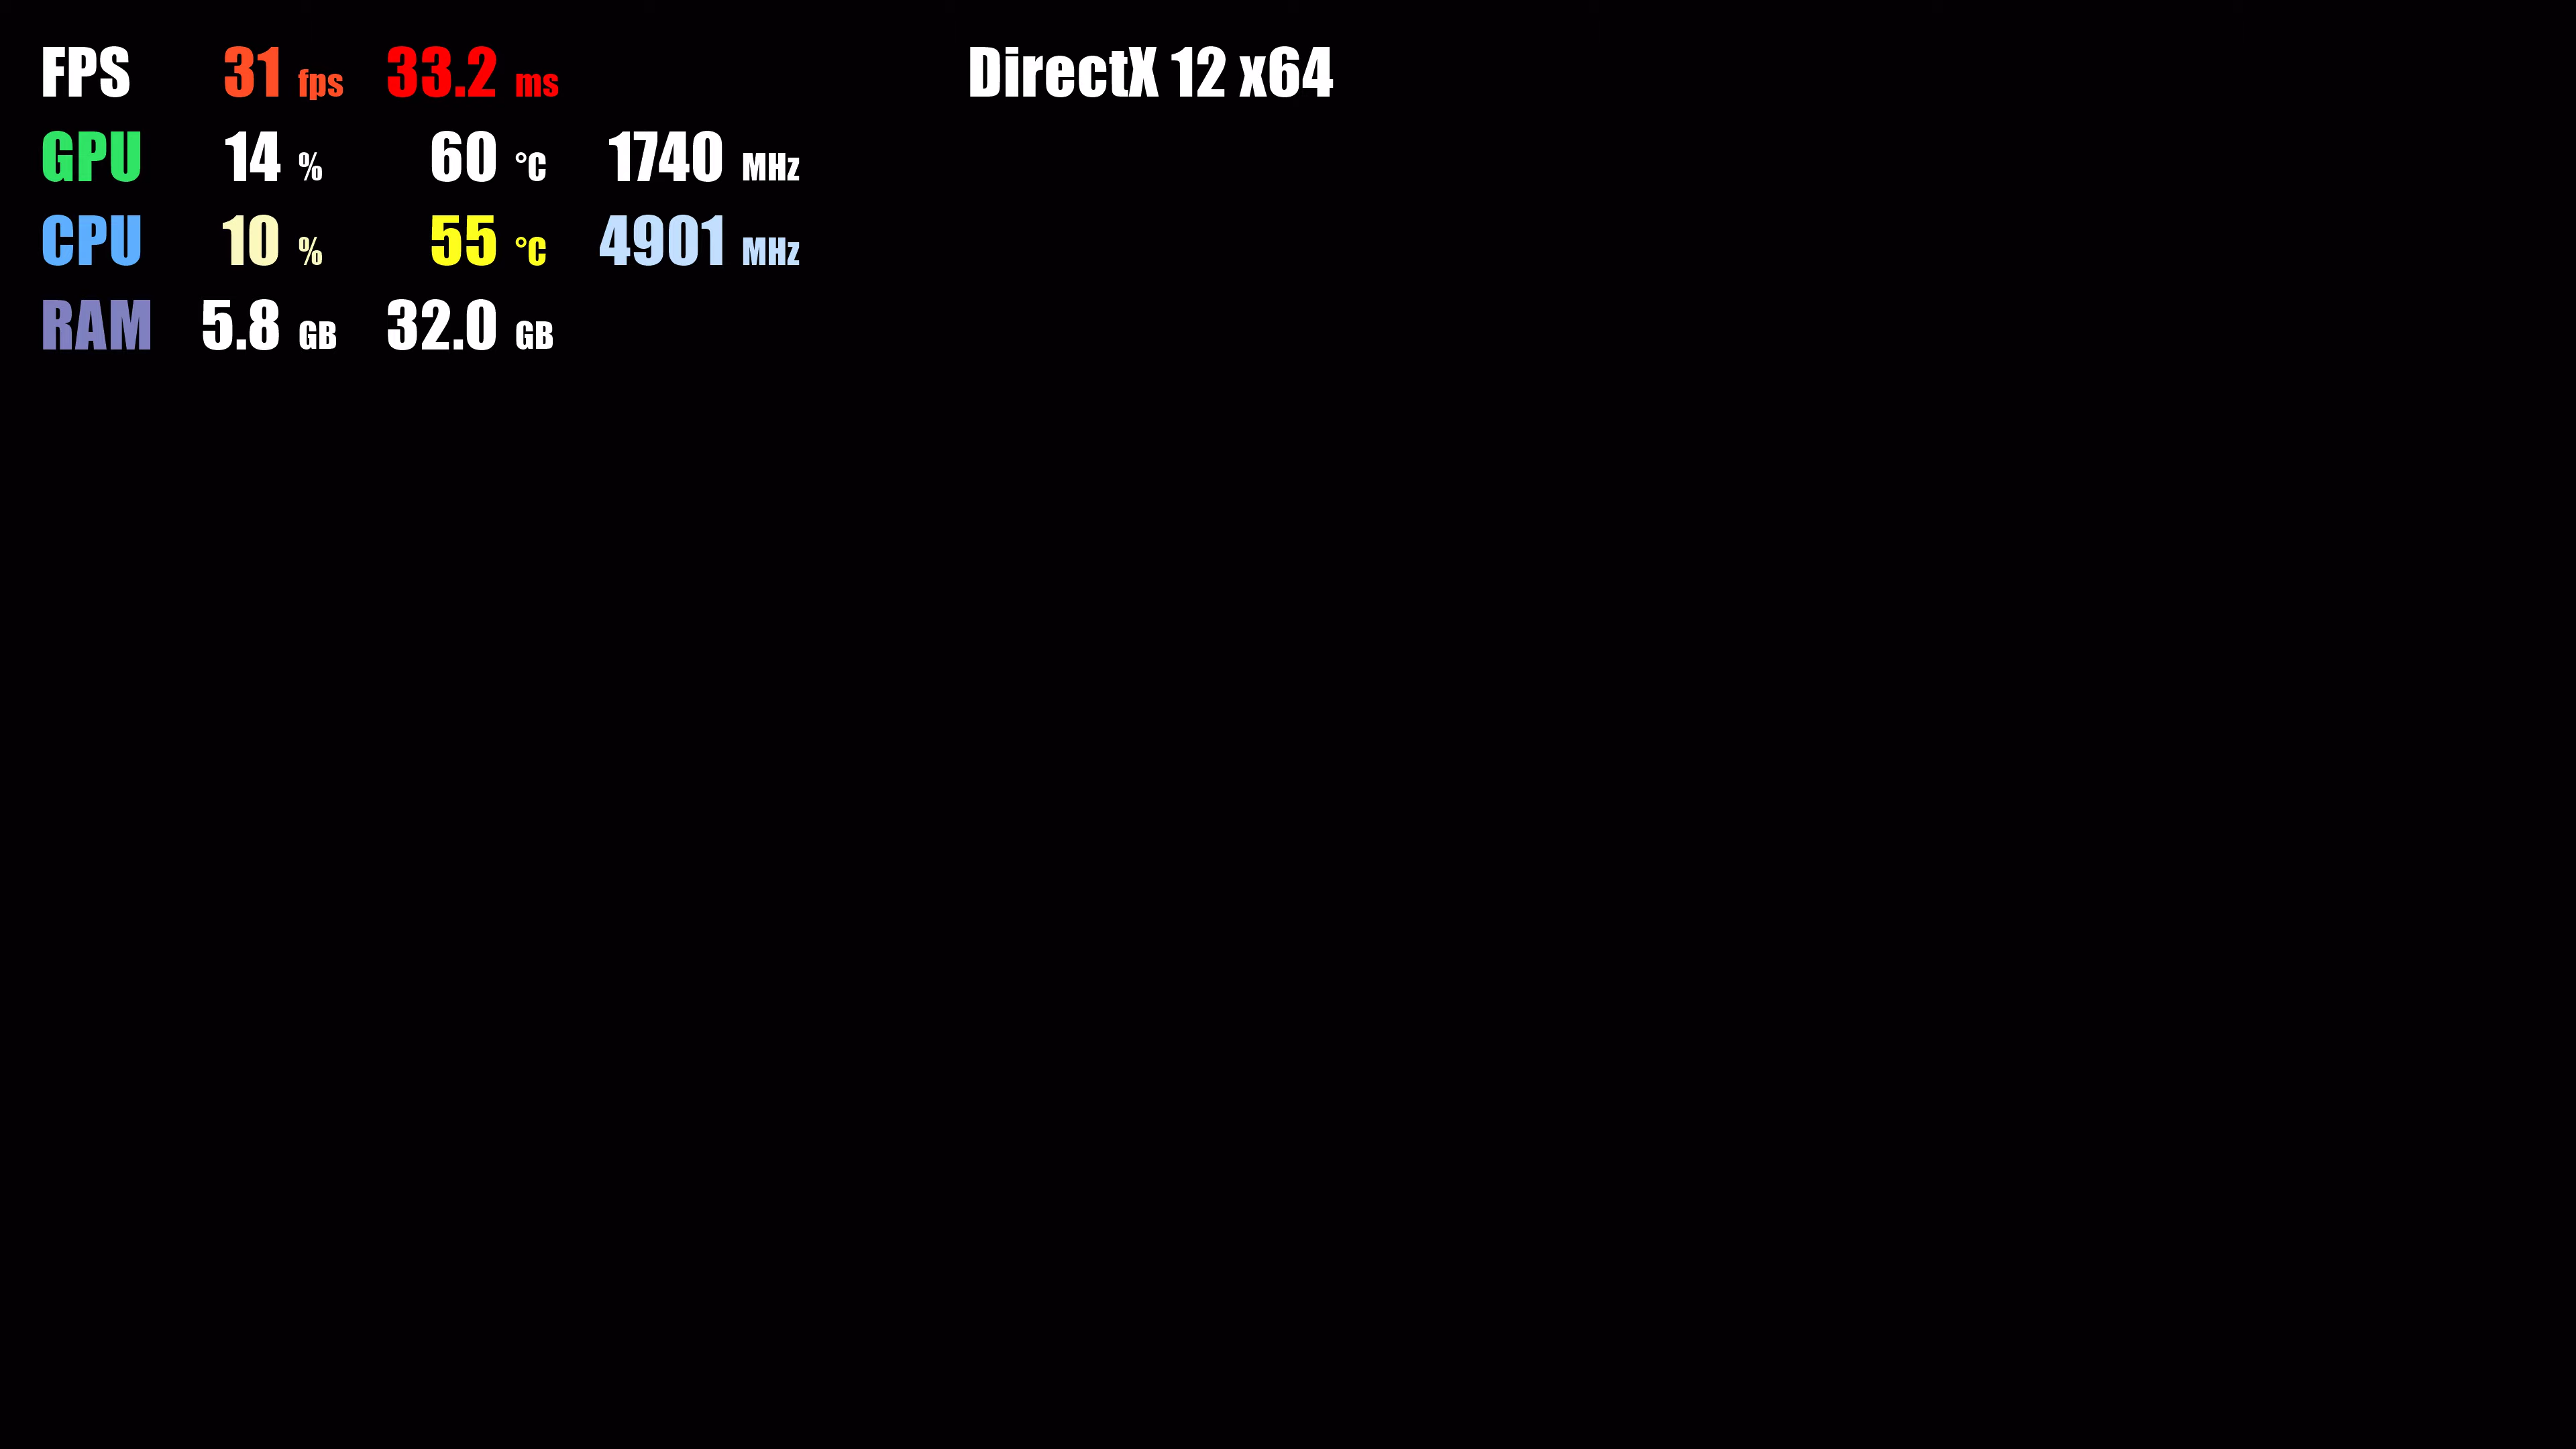 FPS 31 fps 33.2 ms DirectX 12 x64
GPU 14 % 60 °C 1740 MHz
CPU 10 % 55 °C 4901 MHz
RAM 5.8 GB 32.0 GB